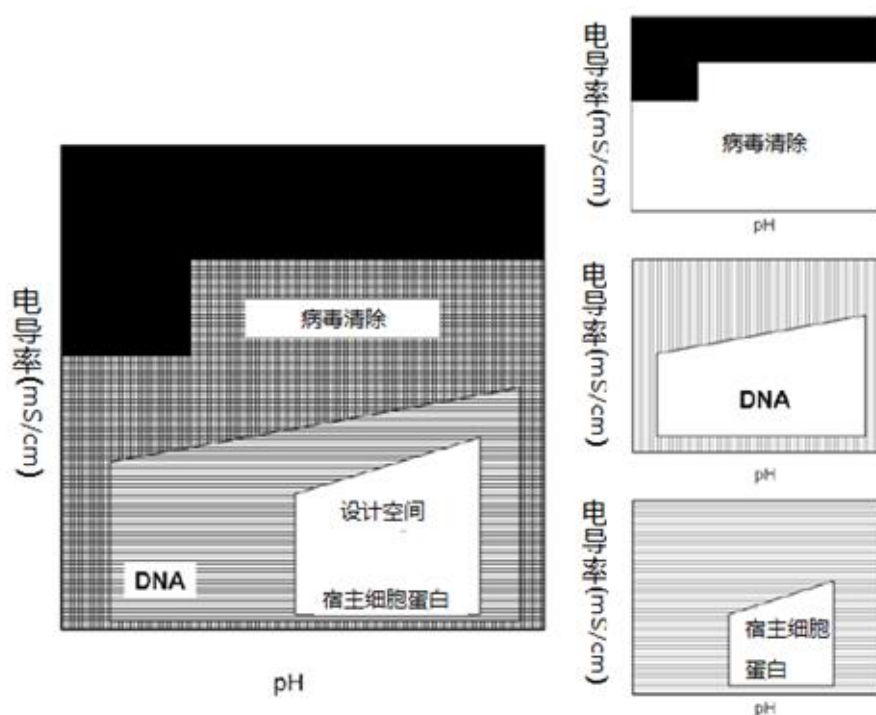 电导率(mS/cm)
病毒清除
设计空间
DNA
宿主细胞蛋白
pH
电导率(mS/cm)
病毒清除
pH
电导率(mS/cm)
DNA
pH
电导率(mS/cm)
宿主细胞
蛋白
pH